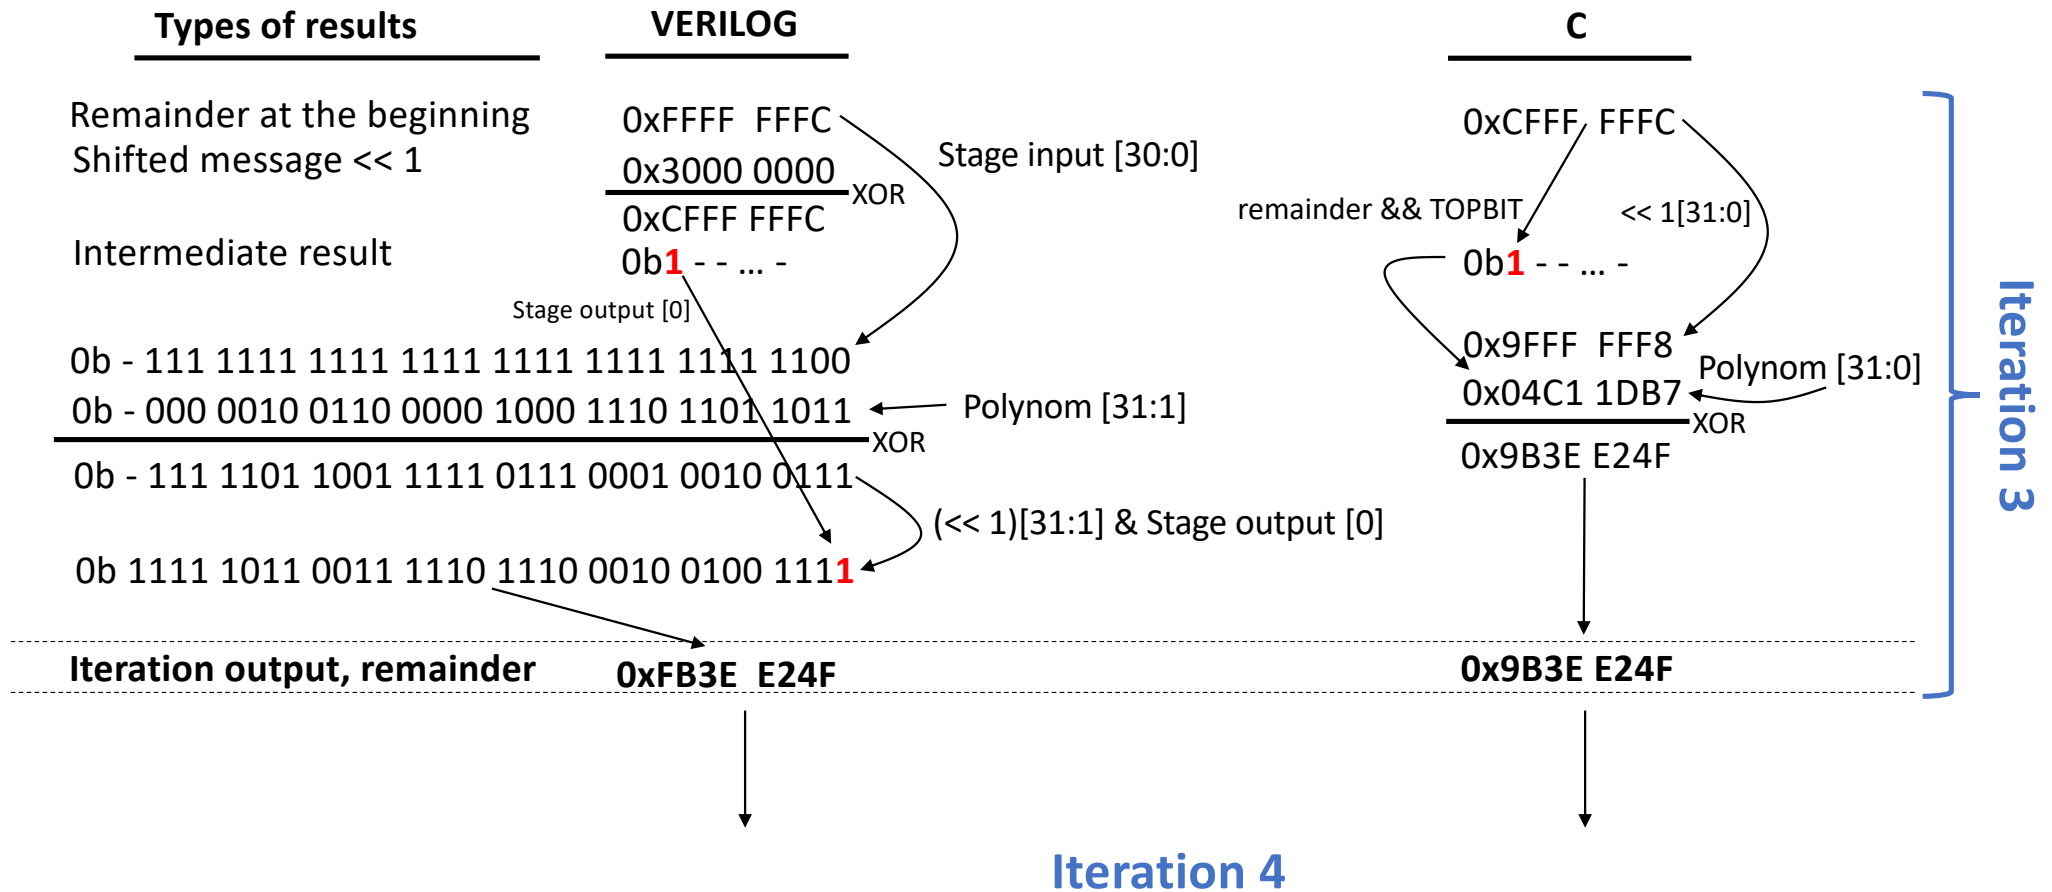 Types of results
VERILOG
C
Remainder at the beginning
0xFFFF FFFC
0xCFFF FFFC
Shifted message << 1
0x3000 0000
Stage input [30:0]
XOR
0xCFFF FFFC
remainder && TOPBIT
<< 1[31:0]
Intermediate result
0b1 - - ... -
0b1 - - ... -
Stage output [0]
0b - 111 1111 1111 1111 1111 1111 1111 1100
0x9FFF FFF8
0b - 000 0010 0110 0000 1000 1110 1101 1011
Polynom [31:1]
0x04C1 1DB7
Polynom [31:0]
XOR
XOR
0b - 111 1101 1001 1111 0111 0001 0010 0111
0x9B3E E24F
(<< 1)[31:1] & Stage output [0]
0b 1111 1011 0011 1110 1110 0010 0100 1111
Iteration output, remainder
0xFB3E E24F
0x9B3E E24F
Iteration 3
Iteration 4